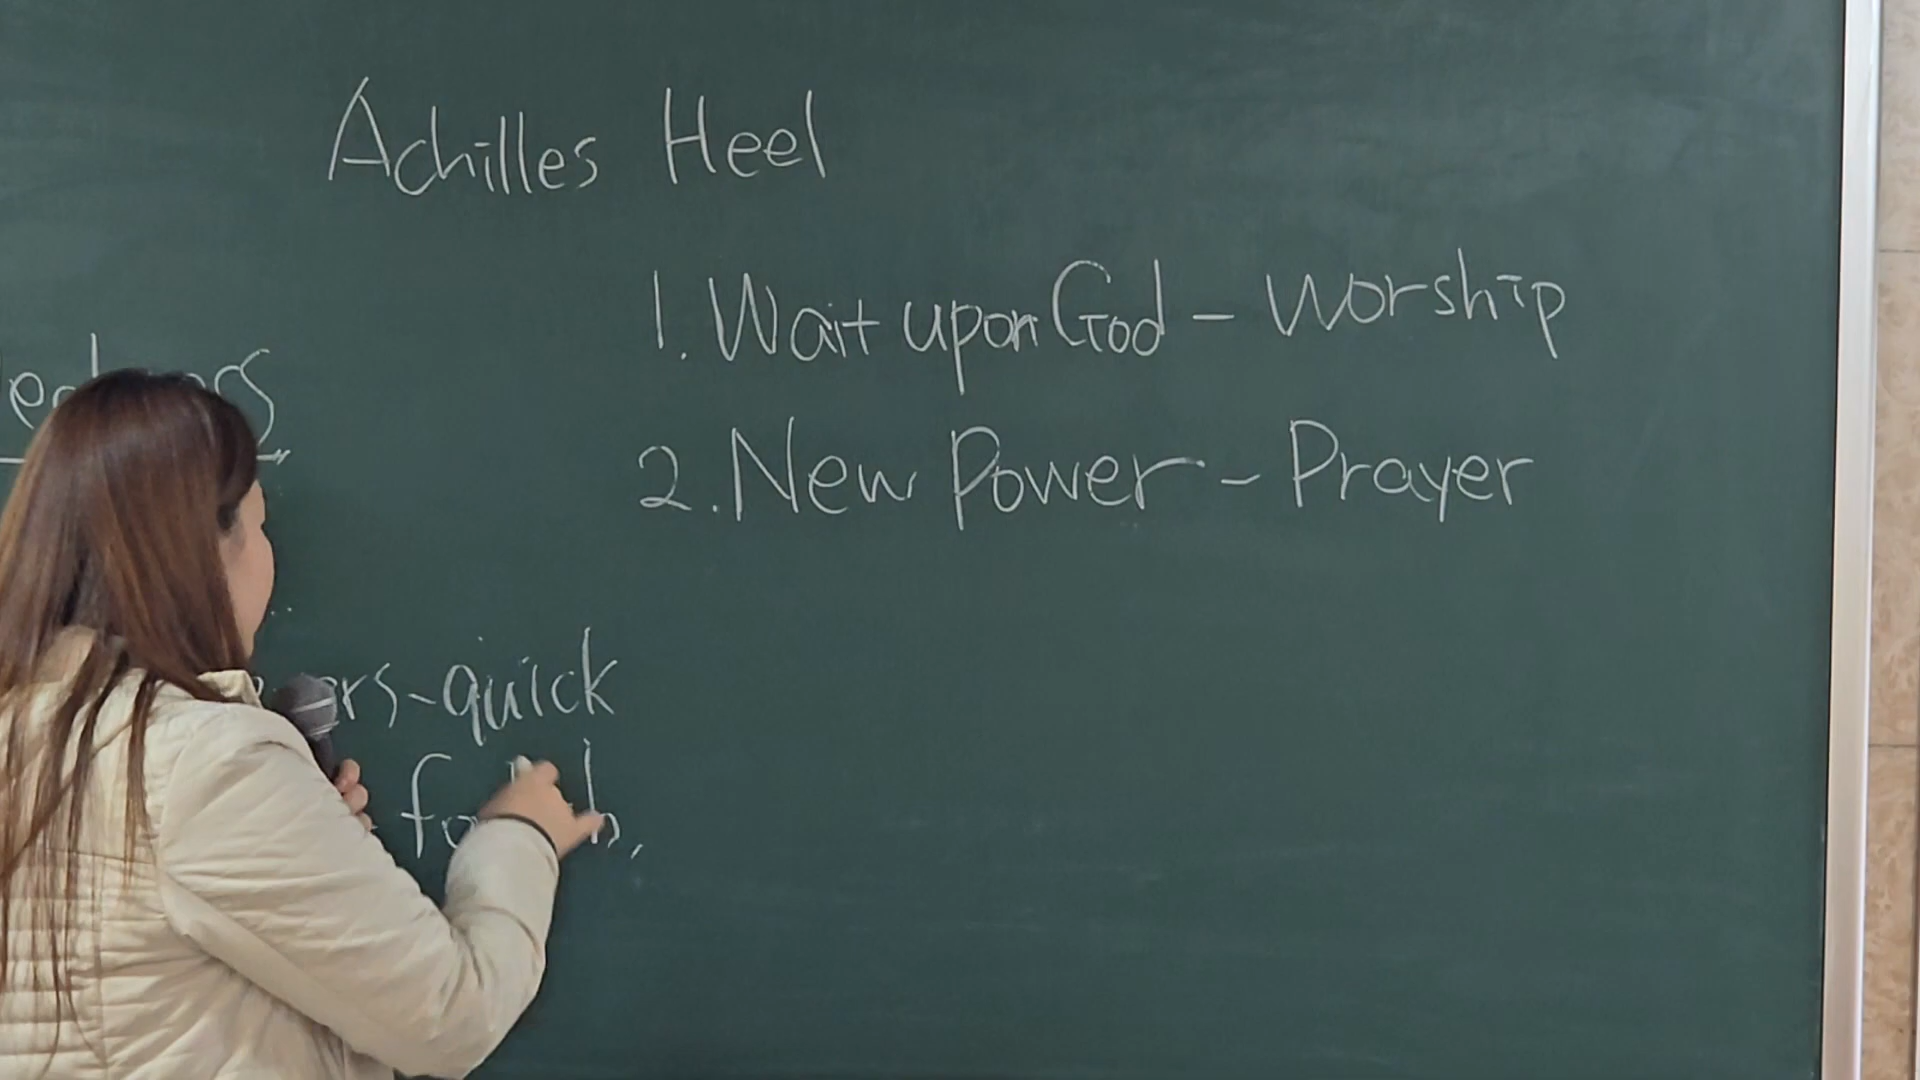 Achilles Heel
1. Wait upon God - Worship
2. New Power - Prayer
quick